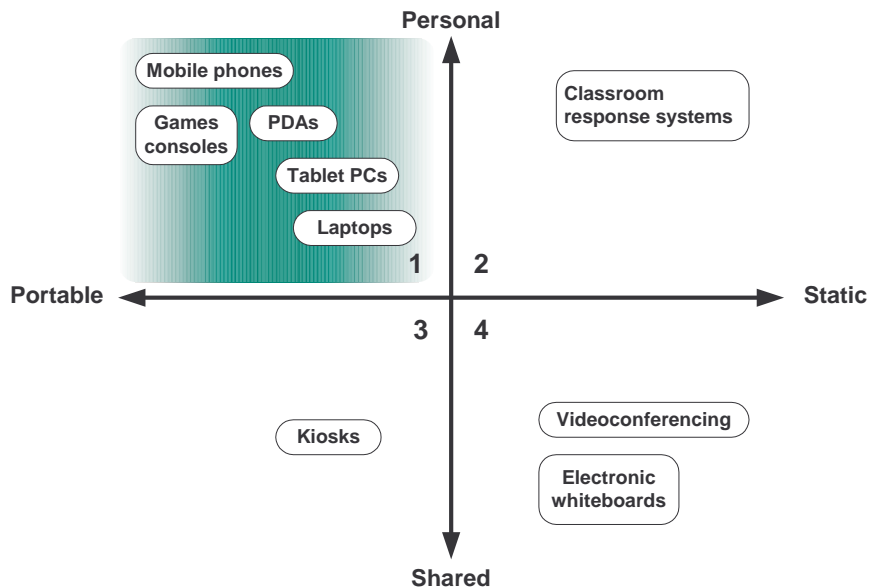 Personal
Mobile phones
Classroom
response systems
Games
consoles
PDAs
Tablet PCs
Laptops
1
2
Portable
Static
3
4
Kiosks
Videoconferencing
Electronic
whiteboards
Shared